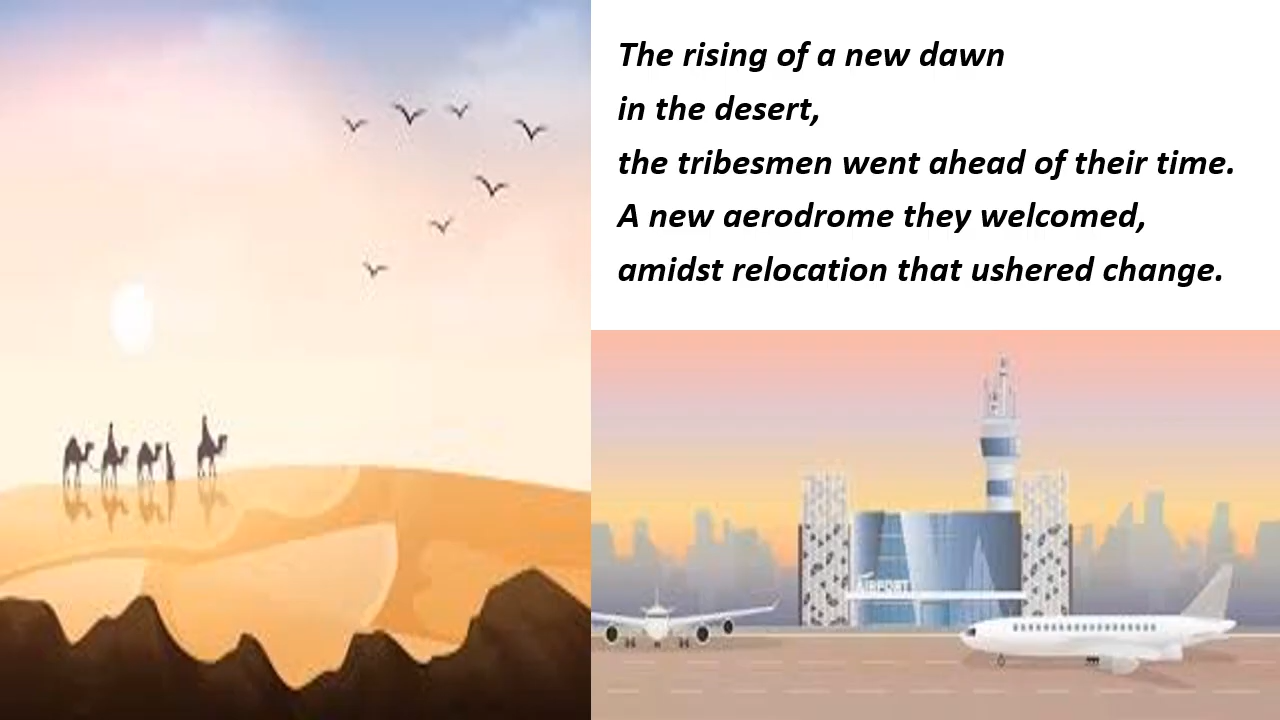 The rising of a new dawn
in the desert,
the tribesmen went ahead of their time.
A new aerodrome they welcomed,
amidst relocation that ushered change.
AIRPORT